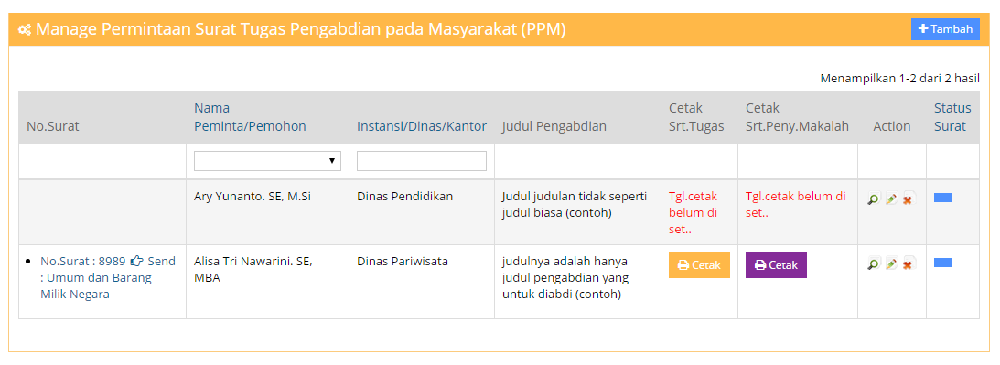 Manage Permintaan Surat Tugas Pengabdian pada Masyarakat (PPM)
Tambah
Menampilkan 1-2 dari 2 hasil
No.Surat
Nama
Peminta/Pemohon
Instansi/Dinas/Kantor
Judul Pengabdian
Cetak
Srt.Tugas
Cetak
Srt.Peny.Makalah
Action
Status
Surat
Ary Yunanto. SE, M.Si
Dinas Pendidikan
Judul judulan tidak seperti
judul biasa (contoh)
Tgl.cetak
belum di
set..
Tgl.cetak belum di
set..
No.Surat : 8989 Send
: Umum dan Barang
Milik Negara
Alisa Tri Nawarini. SE,
MBA
Dinas Pariwisata
judulnya adalah hanya
judul pengabdian yang
untuk diabdi (contoh)
Cetak
Cetak